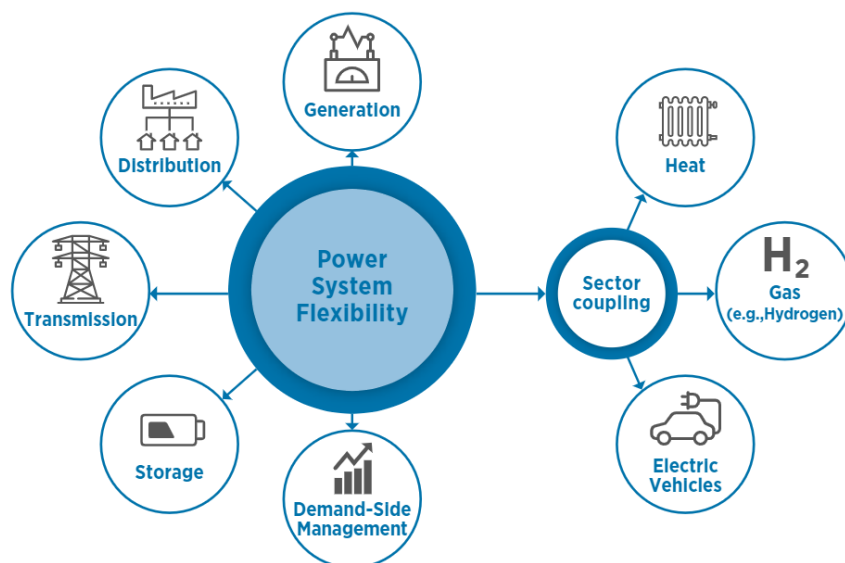 Generation
Distribution
Transmission
Storage
Demand-Side
Management
Power
System
Flexibility
Sector
coupling
Heat
H₂
Gas
(e.g.,Hydrogen)
Electric
Vehicles